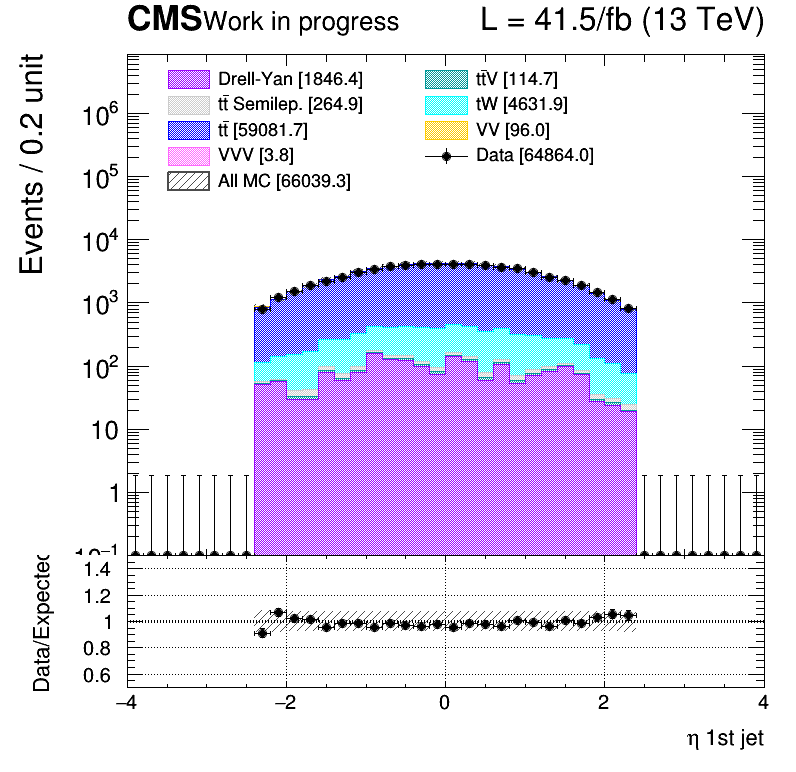 CMS Work in progress L = 41.5/fb (13 TeV)
Events / 0.2 unit
Drell-Yan [1846.4]
tt̄V [114.7]
tt̄ Semilep. [264.9]
tW [4631.9]
tt̄ [59081.7]
VV [96.0]
VVV [3.8]
Data [64864.0]
All MC [66039.3]
10⁶
10⁵
10⁴
10³
10²
10
1
10⁻¹
Data/Expected
1.4
1.2
1
0.8
0.6
−4 −2 0 2 4
η 1st jet